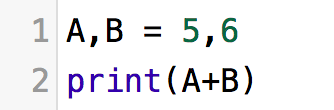 1 A,B = 5,6
2 print(A+B)